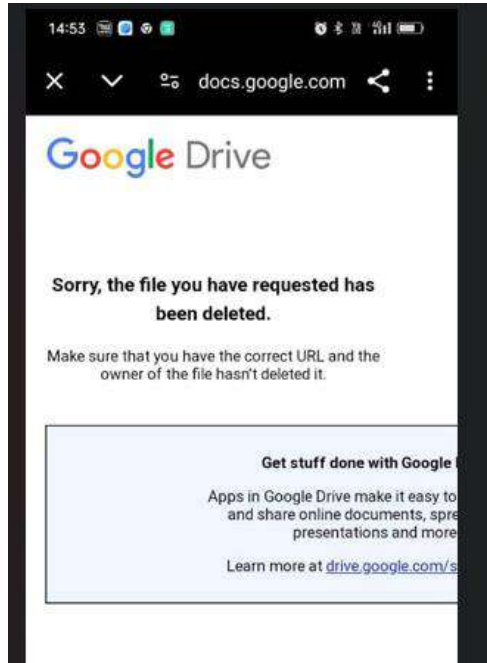 14:53
docs.google.com
Google Drive
Sorry, the file you have requested has
been deleted.
Make sure that you have the correct URL and the
owner of the file hasn't deleted it.
Get stuff done with Google
Apps in Google Drive make it easy to
and share online documents, spre
presentations and more
Learn more at drive.google.com/s